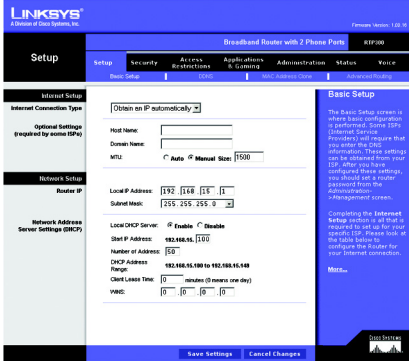 LINKSYS®
A Division of Cisco Systems, Inc.
Firmware Version: 1.00.1
Broadband Router with 2 Phone Ports
RTP300
Setup
Setup
Security
Access Restrictions
Applications & Gaming
Administration
Status
Voice
Basic Setup
DDNS
MAC Address Clone
Advanced Routing
Internet Setup
Internet Connection Type
Obtain an IP automatically
Optional Settings
(required by some ISPs)
Host Name:
Domain Name:
MTU:
Auto
Manual
Size:
1500
Network Setup
Router IP
Local IP Address:
192 . 168 . 15 . 1
Subnet Mask:
255.255.255.0
Network Address
Server Settings (DHCP)
Local DHCP Server:
Enable
Disable
Start IP Address:
192.168.15. 100
Number of Address:
50
DHCP Address
Range:
192.168.15.100 to 192.168.15.149
Client Lease Time:
0
minutes (0 means one day)
WINS:
0 . 0 . 0 . 0
Basic Setup
The Basic Setup screen is
where basic configuration
is performed. Some ISPs
(Internet Service
Providers) will require that
you enter the DNS
information. These settings
can be obtained from your
ISP. After you have
configured these settings,
you should set a router
password from the
Administration-
>Management screen.
Completing the Internet
Setup section is all that is
required to set up for your
specific ISP. Please look at
the table below to
configure the Router for
your Internet connection.
More...
Save Settings
Cancel Changes
CISCO SYSTEMS